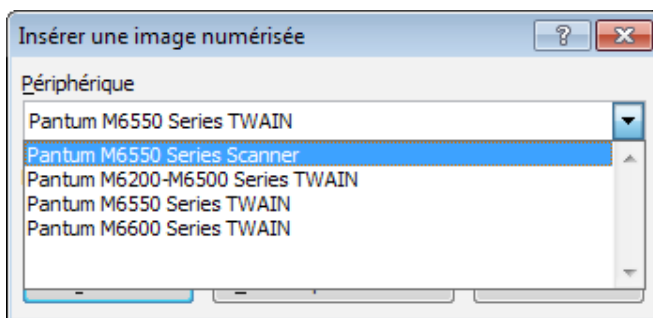 Insérer une image numérisée
Périphérique
Pantum M6550 Series TWAIN
Pantum M6550 Series Scanner
Pantum M6200-M6500 Series TWAIN
Pantum M6550 Series TWAIN
Pantum M6600 Series TWAIN